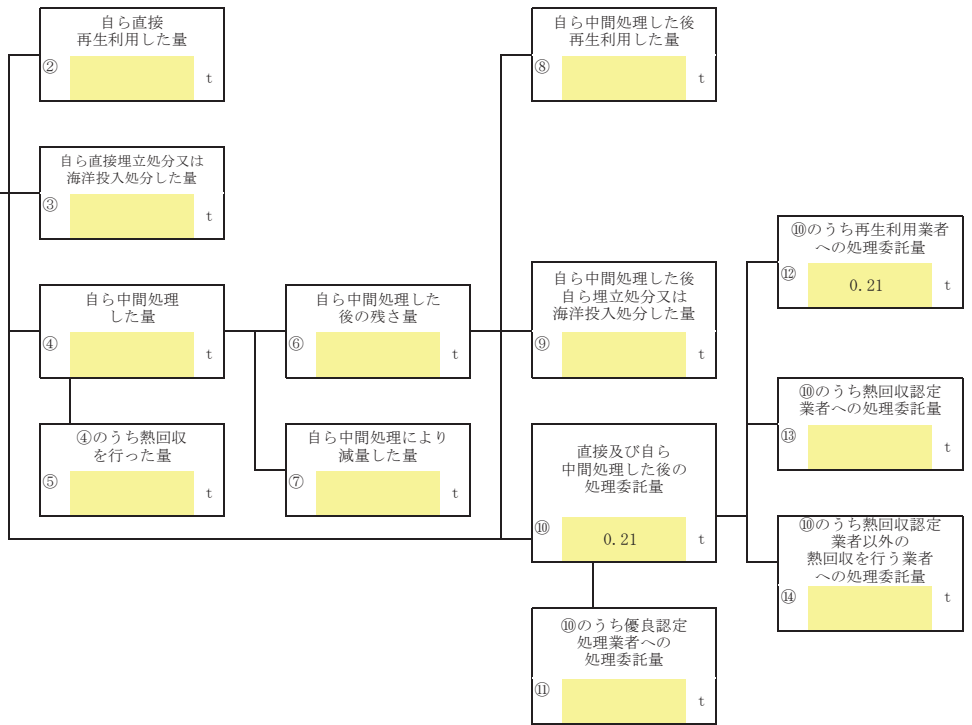 自ら直接
再生利用した量
②
t
自ら直接埋立処分又は
海洋投入処分した量
③
t
自ら中間処理
した量
④
t
④のうち熱回収
を行った量
⑤
t
自ら中間処理した
後の残さ量
⑥
t
自ら中間処理により
減量した量
⑦
t
自ら中間処理した後
再生利用した量
⑧
t
自ら中間処理した後
自ら埋立処分又は
海洋投入処分した量
⑨
t
直接及び自ら
中間処理した後の
処理委託量
⑩ 0.21 t
⑩のうち優良認定
処理業者への
処理委託量
⑪
t
⑩のうち再生利用業者
への処理委託量
⑫ 0.21 t
⑩のうち熱回収認定
業者への処理委託量
⑬
t
⑩のうち熱回収認定
業者以外の
熱回収を行う業者
への処理委託量
⑭
t